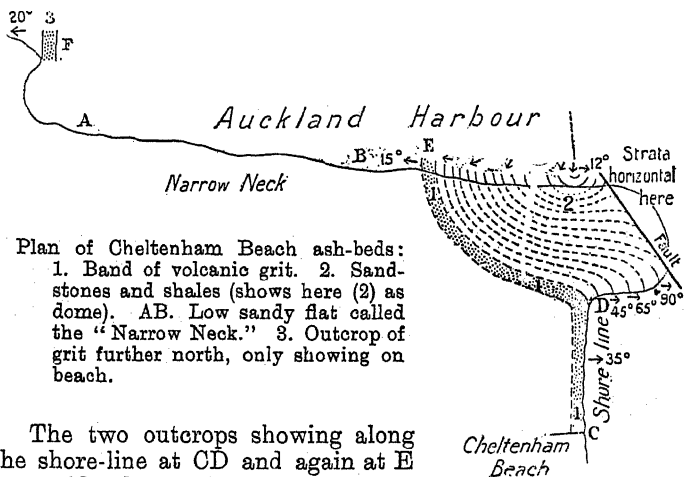 20° 3
F
A
Auckland Harbour
E
B 15°
12°
Strata
horizontal
here
Narrow Neck
1
2
Fault
Plan of Cheltenham Beach ash-beds:
1. Band of volcanic grit. 2. Sand-
stones and shales (shows here (2) as
dome). AB. Low sandy flat called
the "Narrow Neck." 3. Outcrop of
grit further north, only showing on
beach.
1
D 45° 65° 90°
Shore line
35°
1
C
Cheltenham
Beach
The two outcrops showing along
he shore-line at CD and again at E